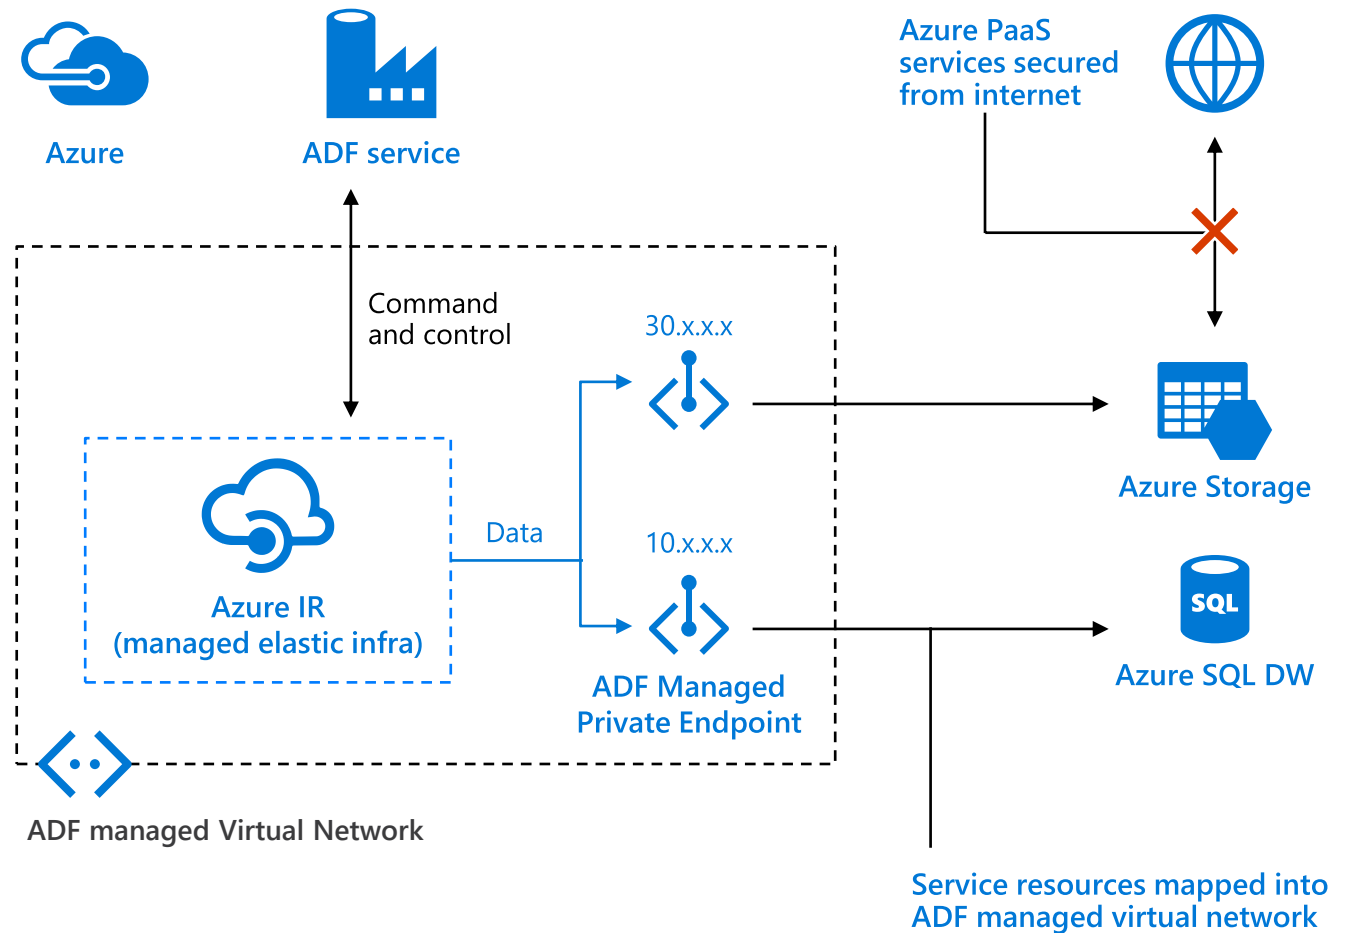 Azure
ADF service
Azure PaaS
services secured
from internet
Command
and control
30.x.x.x
Azure Storage
Data
10.x.x.x
SQL
Azure IR
(managed elastic infra)
Azure SQL DW
ADF Managed
Private Endpoint
ADF managed Virtual Network
Service resources mapped into
ADF managed virtual network